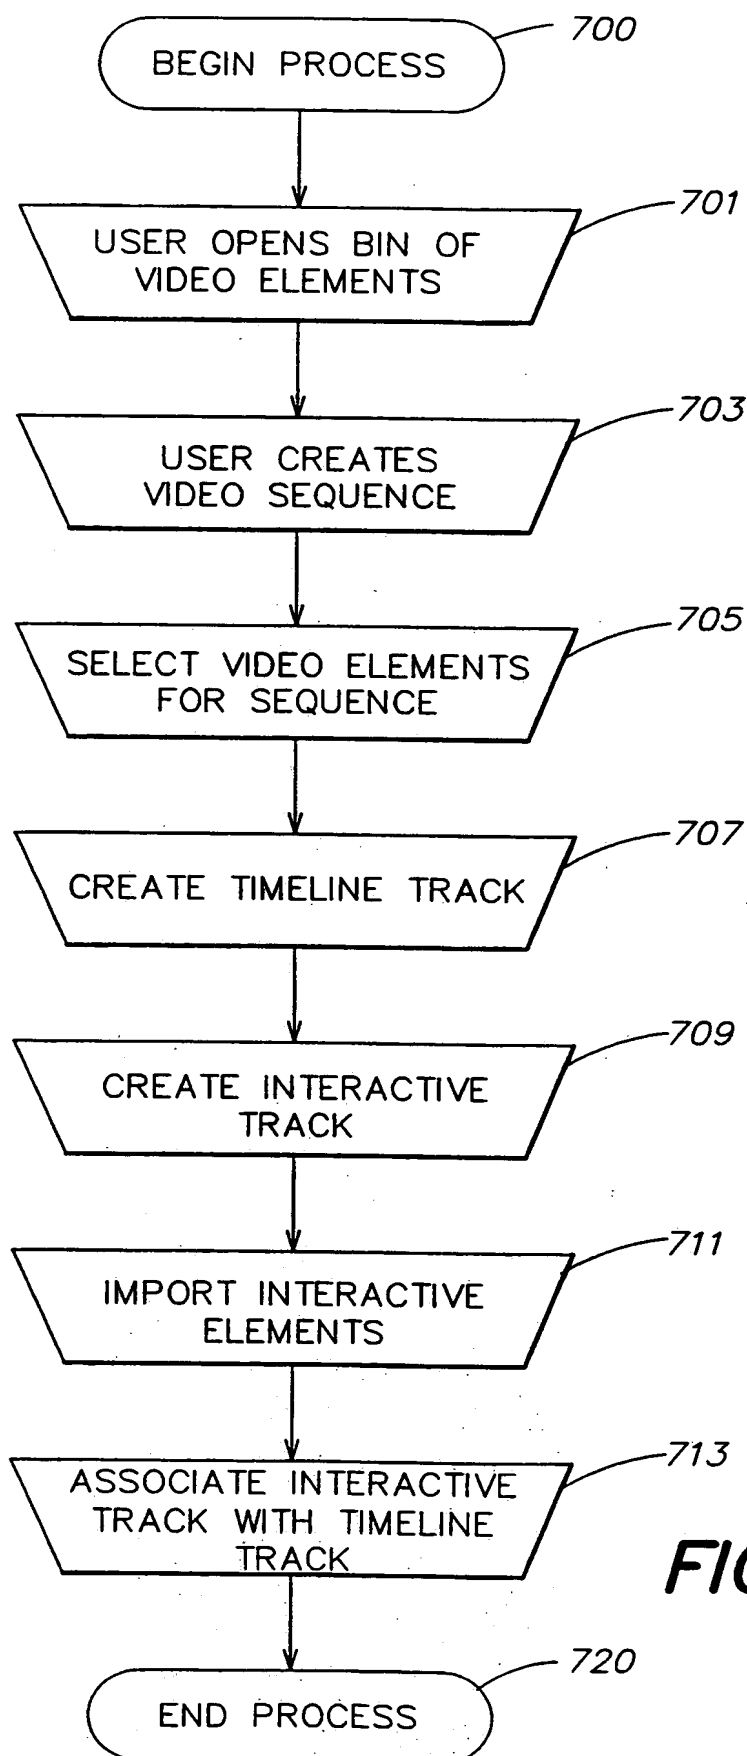 700
BEGIN PROCESS
701
USER OPENS BIN OF
VIDEO ELEMENTS
703
USER CREATES
VIDEO SEQUENCE
705
SELECT VIDEO ELEMENTS
FOR SEQUENCE
707
CREATE TIMELINE TRACK
709
CREATE INTERACTIVE
TRACK
711
IMPORT INTERACTIVE
ELEMENTS
713
ASSOCIATE INTERACTIVE
TRACK WITH TIMELINE
TRACK
720
END PROCESS